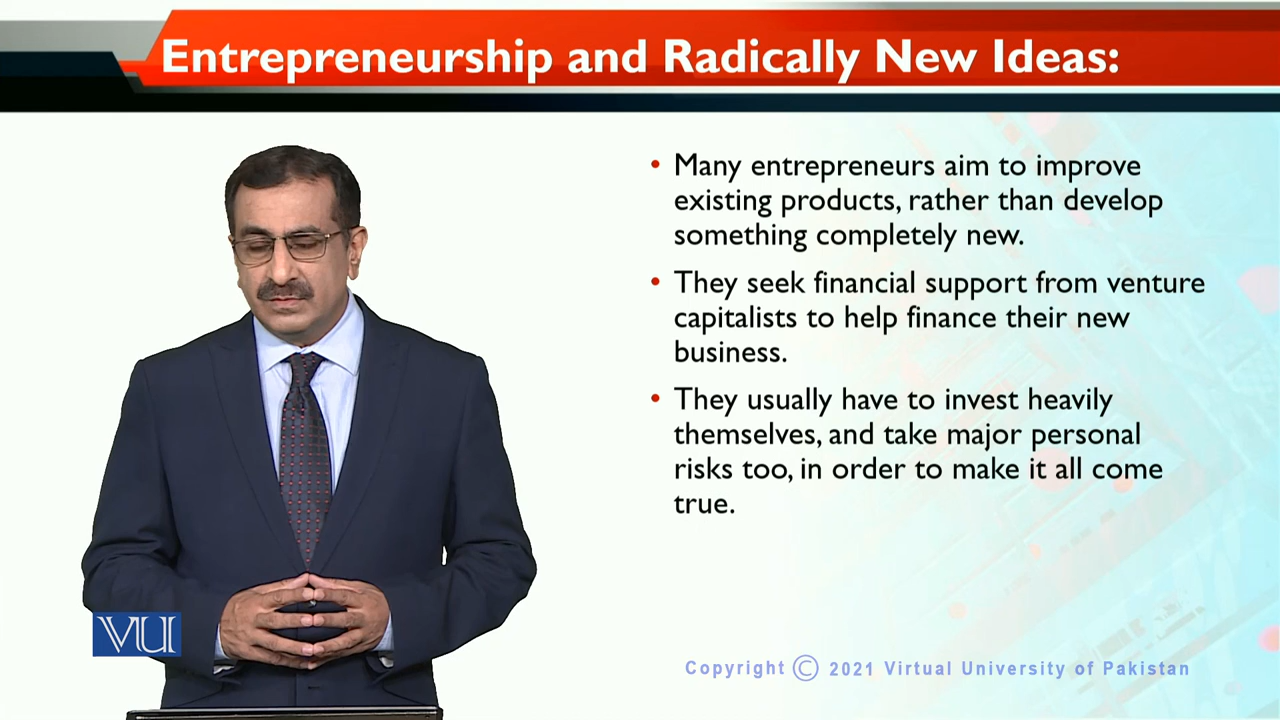 Entrepreneurship and Radically New Ideas:
• Many entrepreneurs aim to improve
existing products, rather than develop
something completely new.
• They seek financial support from venture
capitalists to help finance their new
business.
• They usually have to invest heavily
themselves, and take major personal
risks too, in order to make it all come
true.
VU
Copyright © 2021 Virtual University of Pakistan